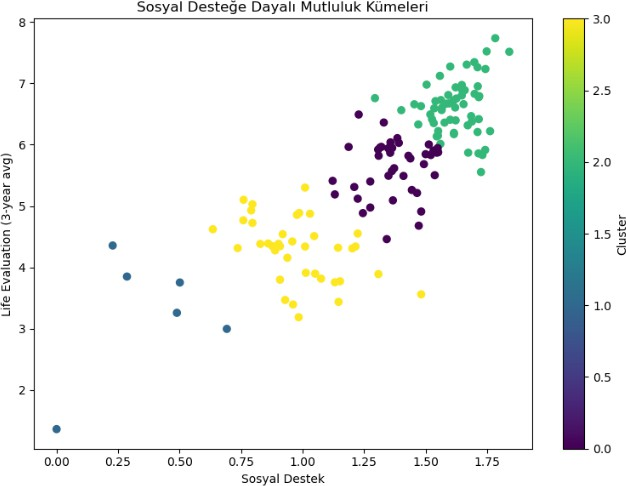 Sosyal Desteğe Dayalı Mutluluk Kümeleri
8
7
6
5
4
3
2
Life Evaluation (3-year avg)
0.00 0.25 0.50 0.75 1.00 1.25 1.50 1.75
Sosyal Destek
3.0
2.5
2.0
1.5
1.0
0.5
0.0
Cluster